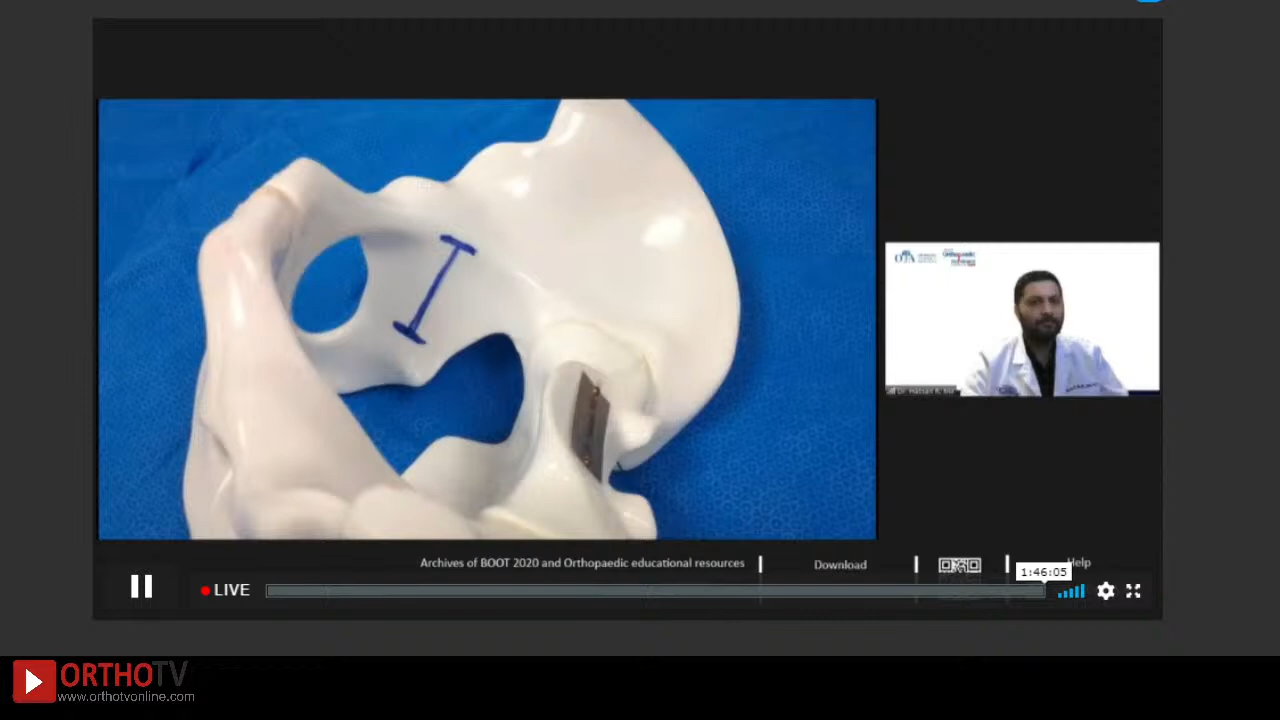 OTA
Orthopaedic
Archives of BOOT 2020 and Orthopaedic educational resources
Download
Help
1:46:05
LIVE
ORTHOTV
www.orthotvonline.com